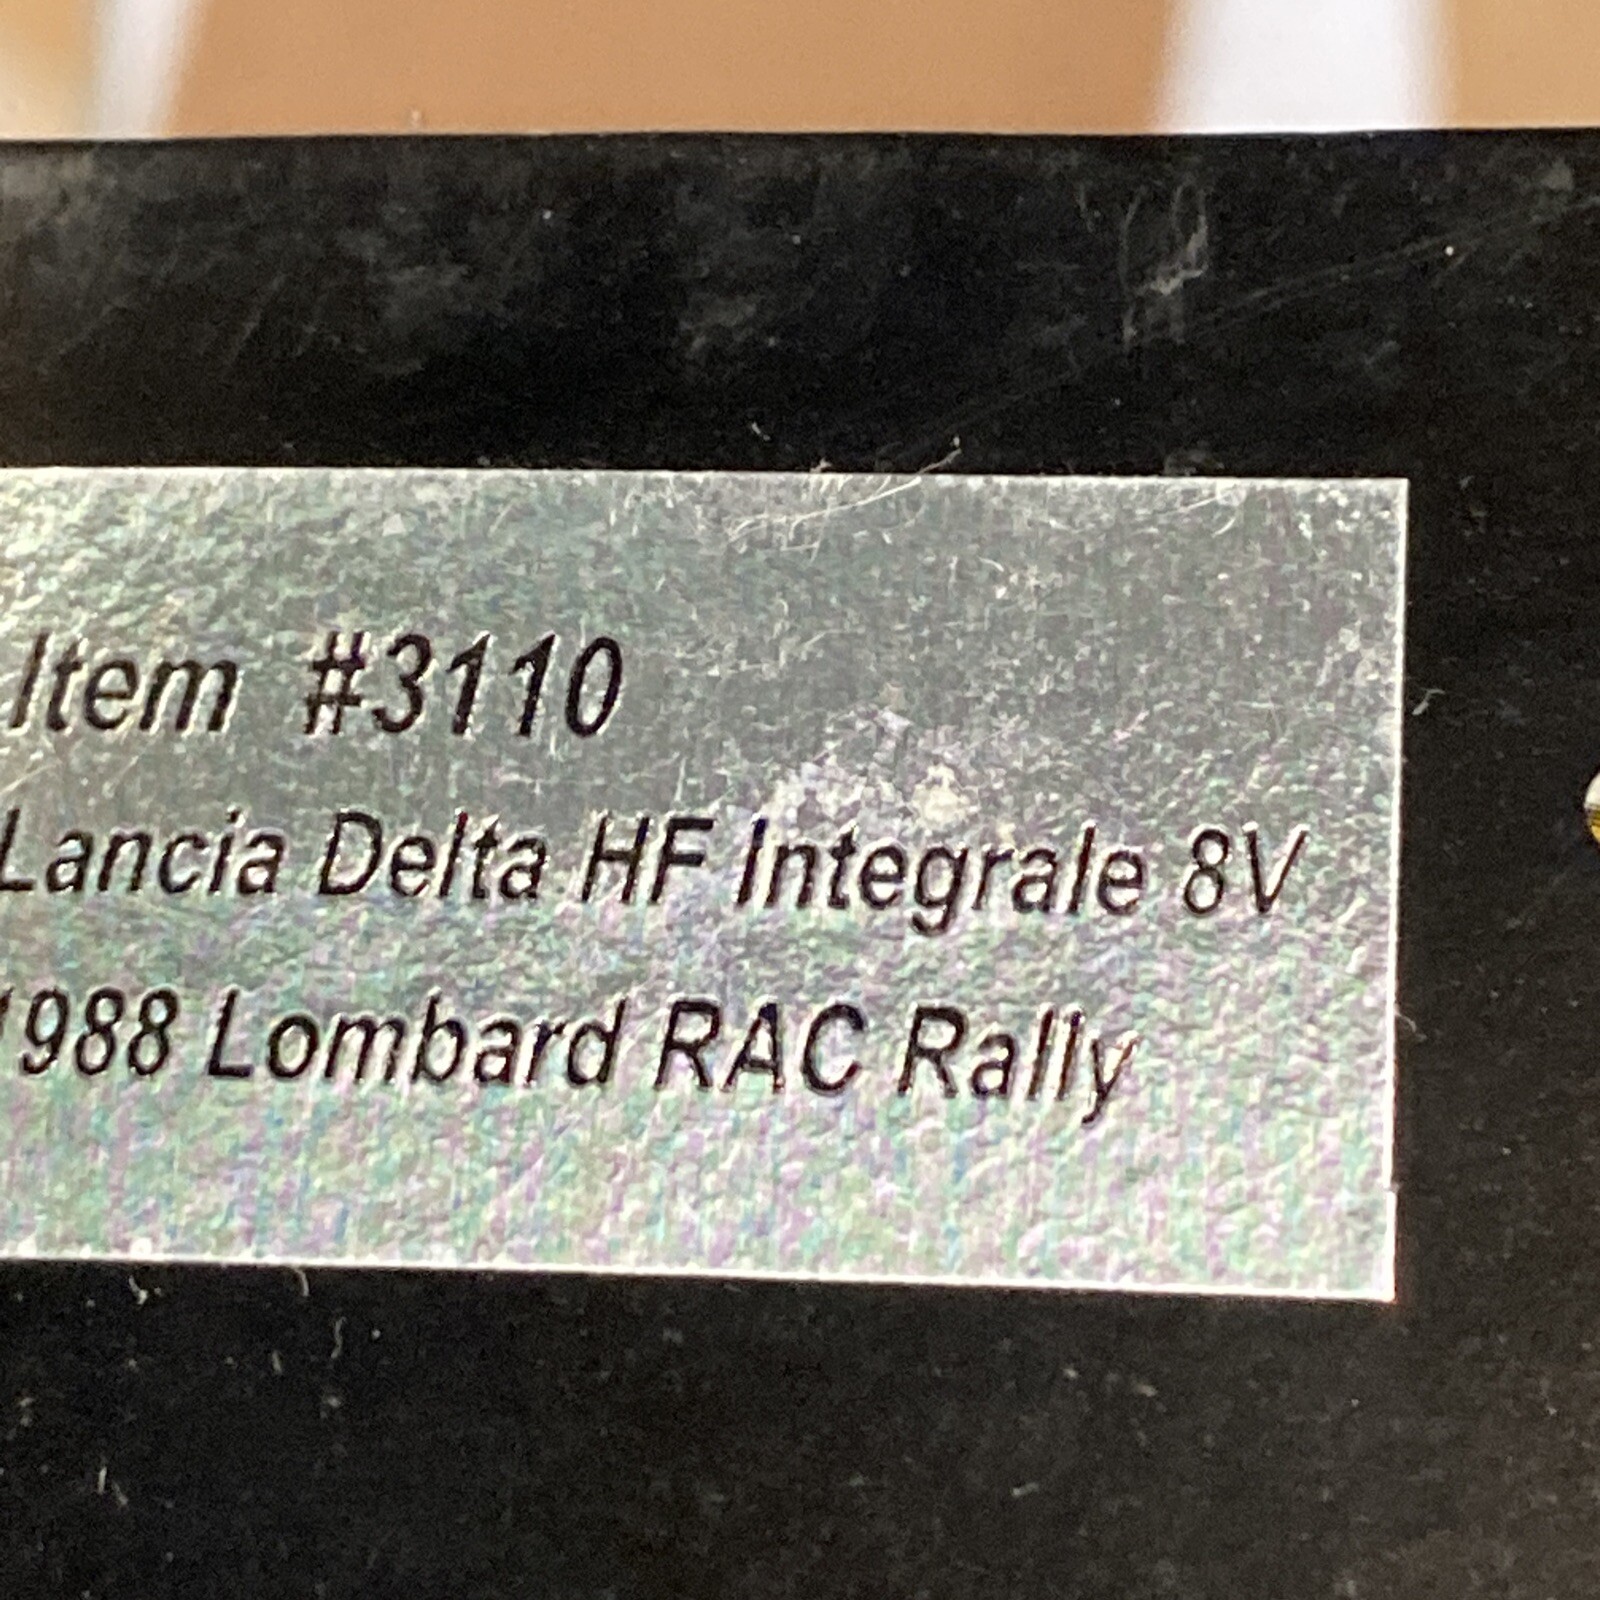 Item #3110
Lancia Delta HF Integrale 8V
1988 Lombard RAC Rally